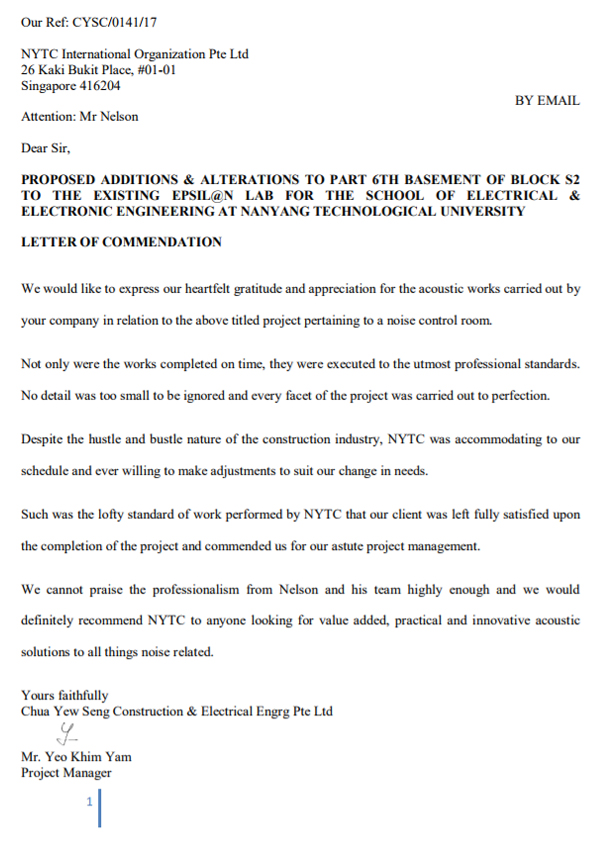 Our Ref: CYSC/0141/17
NYTC International Organization Pte Ltd
26 Kaki Bukit Place, #01-01
Singapore 416204
BY EMAIL
Attention: Mr Nelson
Dear Sir,
PROPOSED ADDITIONS & ALTERATIONS TO PART 6TH BASEMENT OF BLOCK S2
TO THE EXISTING EPSIL@N LAB FOR THE SCHOOL OF ELECTRICAL &
ELECTRONIC ENGINEERING AT NANYANG TECHNOLOGICAL UNIVERSITY
LETTER OF COMMENDATION
We would like to express our heartfelt gratitude and appreciation for the acoustic works carried out by
your company in relation to the above titled project pertaining to a noise control room.
Not only were the works completed on time, they were executed to the utmost professional standards.
No detail was too small to be ignored and every facet of the project was carried out to perfection.
Despite the hustle and bustle nature of the construction industry, NYTC was accommodating to our
schedule and ever willing to make adjustments to suit our change in needs.
Such was the lofty standard of work performed by NYTC that our client was left fully satisfied upon
the completion of the project and commended us for our astute project management.
We cannot praise the professionalism from Nelson and his team highly enough and we would
definitely recommend NYTC to anyone looking for value added, practical and innovative acoustic
solutions to all things noise related.
Yours faithfully
Chua Yew Seng Construction & Electrical Engrg Pte Ltd
Mr. Yeo Khim Yam
Project Manager
1